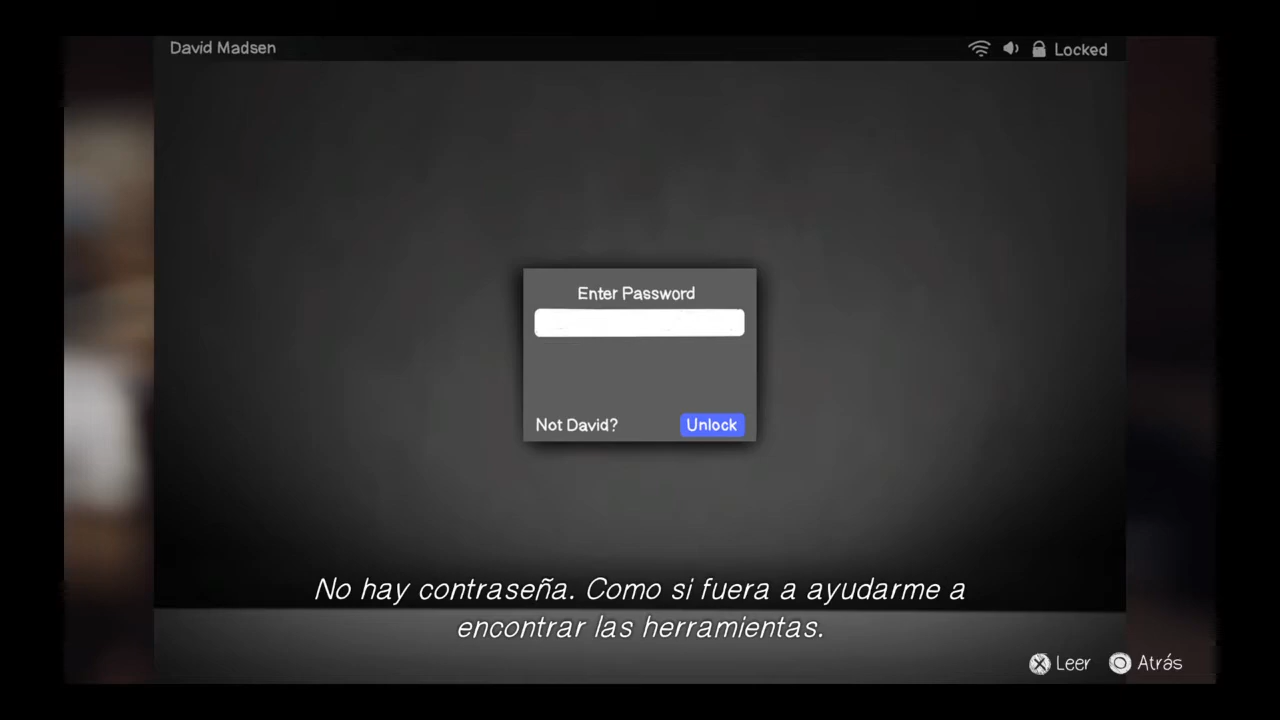 David Madsen
Locked
Enter Password
Not David?
Unlock
No hay contraseña. Como si fuera a ayudarme a
encontrar las herramientas.
Leer
Atrás